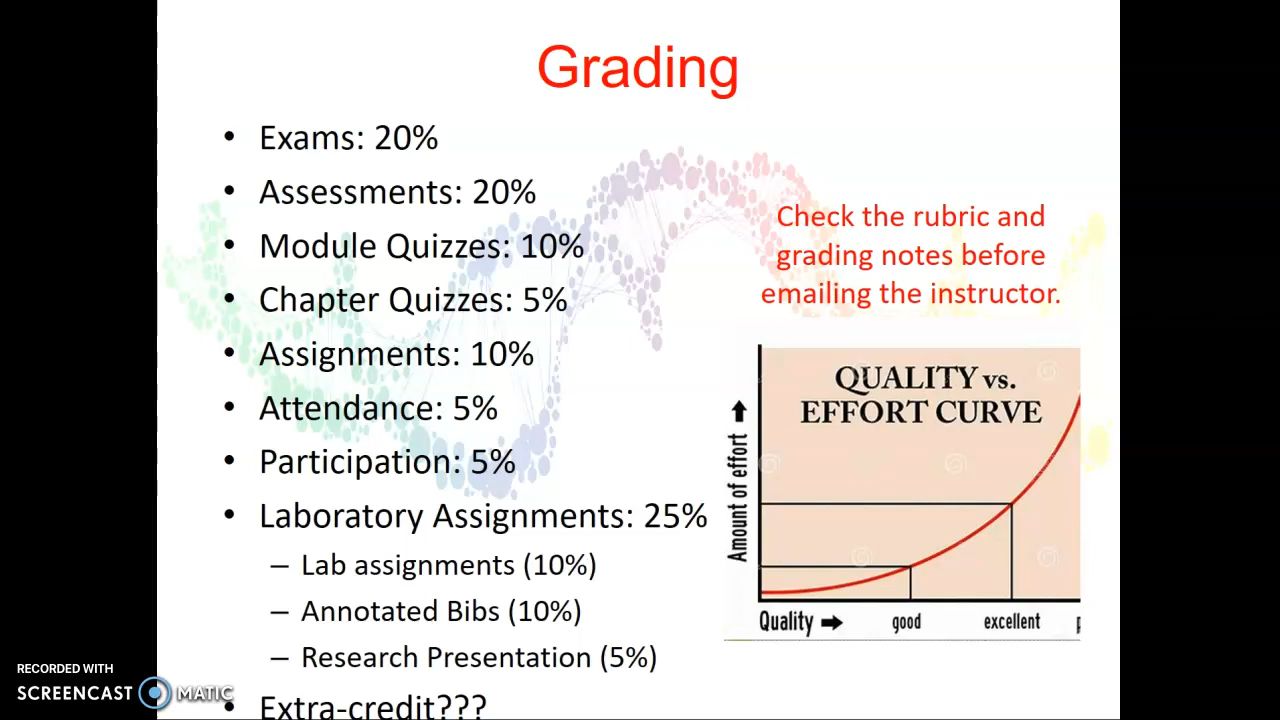 Grading
• Exams: 20%
• Assessments: 20%
• Module Quizzes: 10%
• Chapter Quizzes: 5%
• Assignments: 10%
• Attendance: 5%
• Participation: 5%
• Laboratory Assignments: 25%
– Lab assignments (10%)
– Annotated Bibs (10%)
– Research Presentation (5%)
• Extra-credit???
Check the rubric and
grading notes before
emailing the instructor.
QUALITY vs.
EFFORT CURVE
Amount of effort
Quality
good
excellent
RECORDED WITH
SCREENCAST MATIC